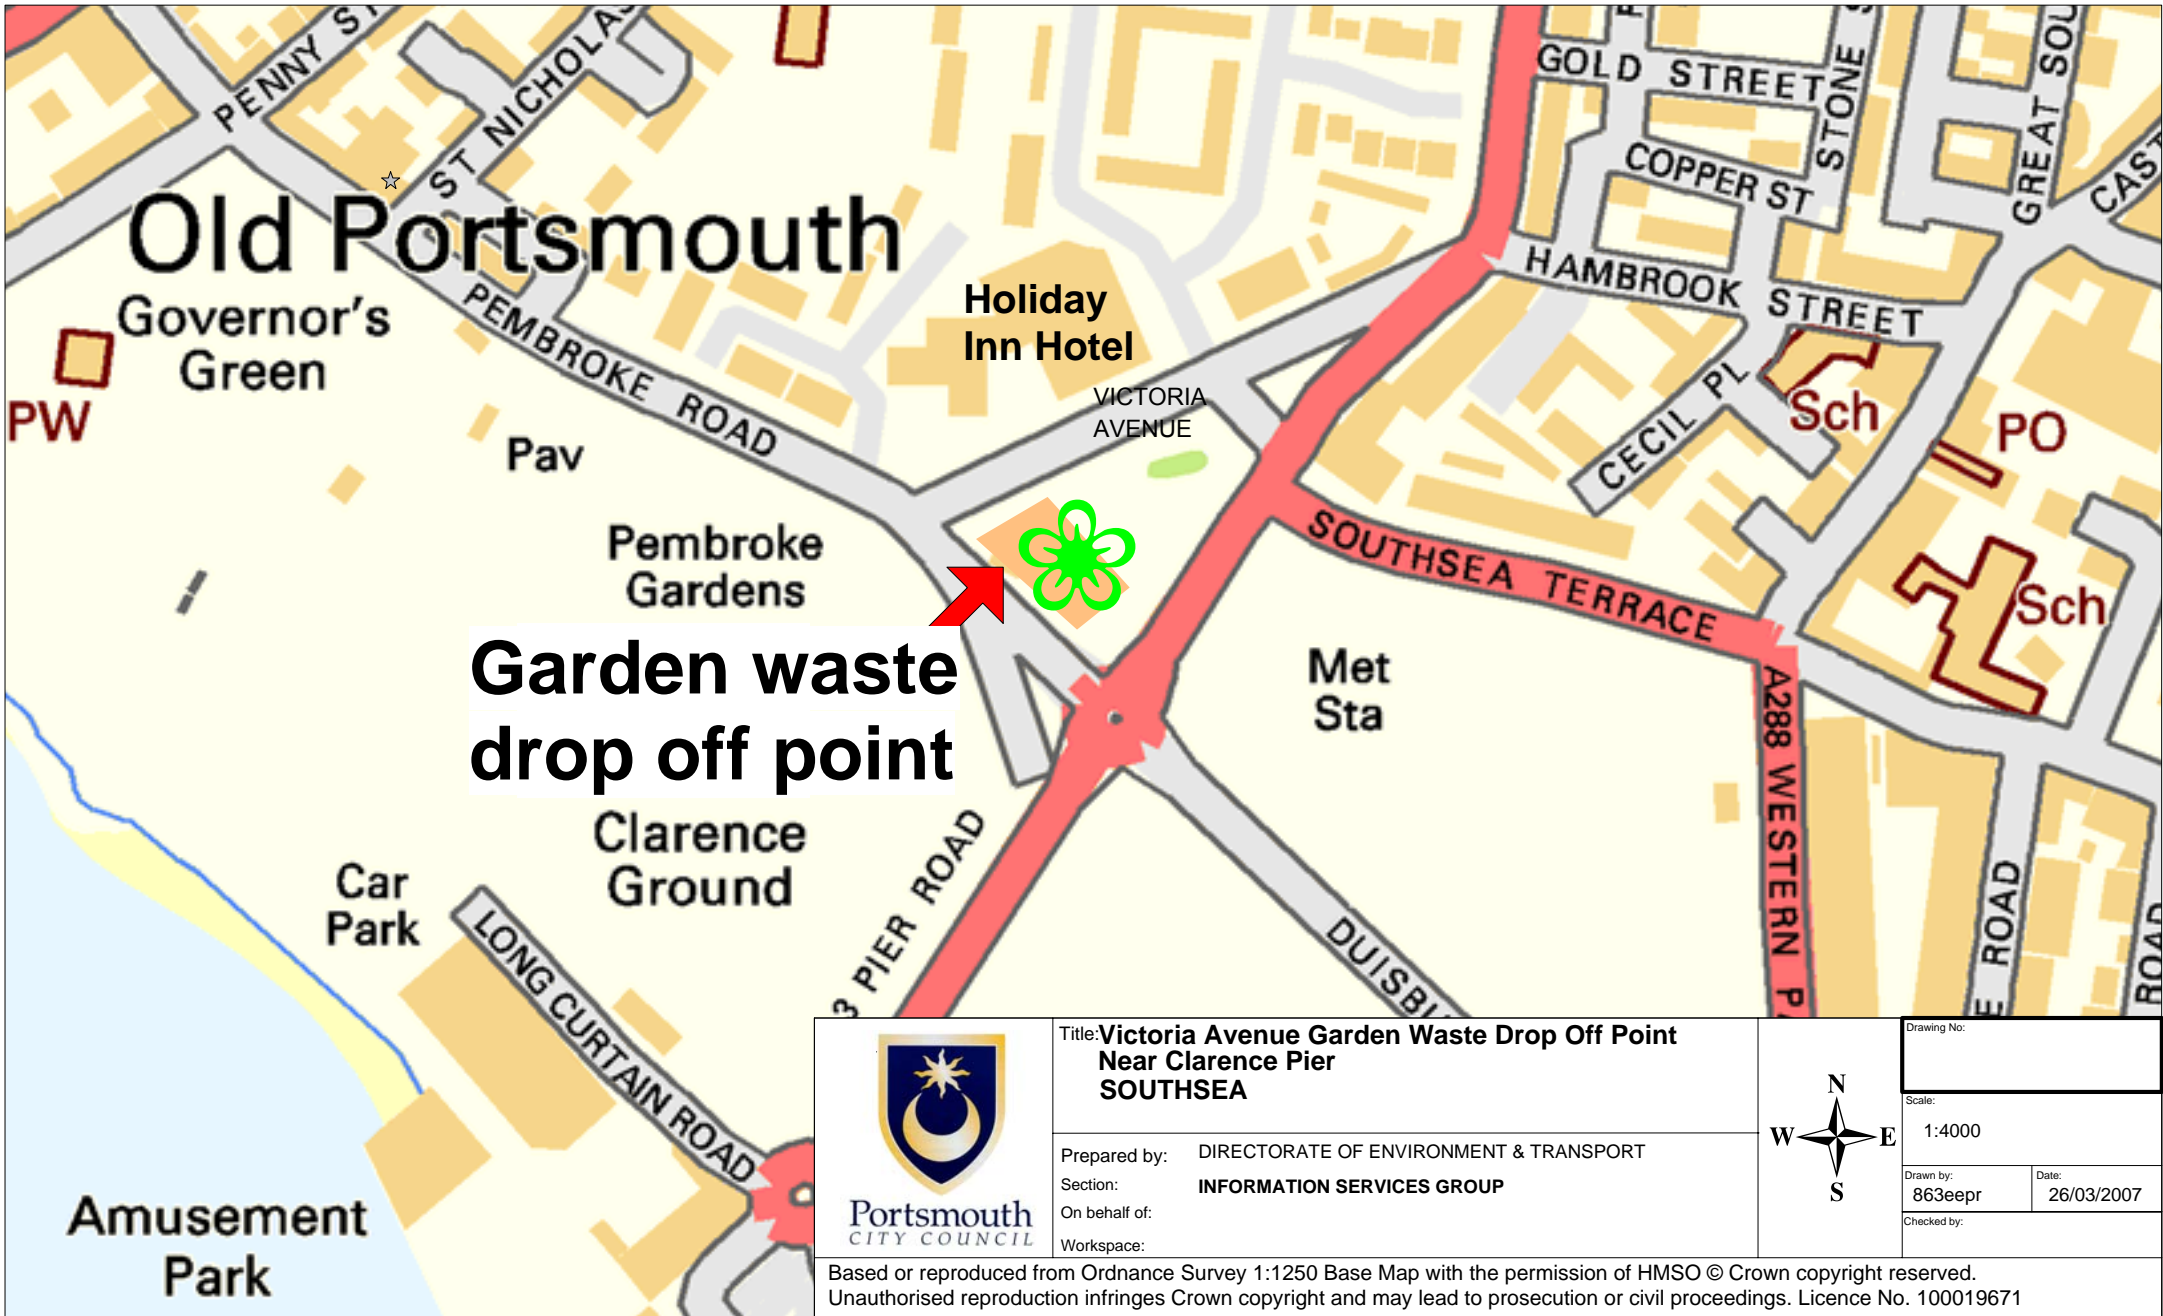 PENNY ST
ST NICHOLAS
GOLD STREET
STONE S
GREAT SOU
CAST
COPPER ST
Old Portsmouth
Governor's
Green
PEMBROKE ROAD
Holiday
Inn Hotel
HAMBROOK STREET
VICTORIA
AVENUE
CECIL PL
Sch
PO
PW
Pav
Pembroke
Gardens
SOUTHSEA TERRACE
Sch
Garden waste
drop off point
Met
Sta
A288 WESTERN PA
Clarence
Ground
Car
Park
3 PIER ROAD
LONG CURTAIN ROAD
DUISBU
E ROAD
ROAD
Amusement
Park
Portsmouth
CITY COUNCIL
Title: Victoria Avenue Garden Waste Drop Off Point
Near Clarence Pier
SOUTHSEA
Prepared by: DIRECTORATE OF ENVIRONMENT & TRANSPORT
Section: INFORMATION SERVICES GROUP
On behalf of:
Workspace:
N
W E
S
Drawing No:
Scale:
1:4000
Drawn by:
863eepr
Date:
26/03/2007
Checked by:
Based or reproduced from Ordnance Survey 1:1250 Base Map with the permission of HMSO © Crown copyright reserved.
Unauthorised reproduction infringes Crown copyright and may lead to prosecution or civil proceedings. Licence No. 100019671